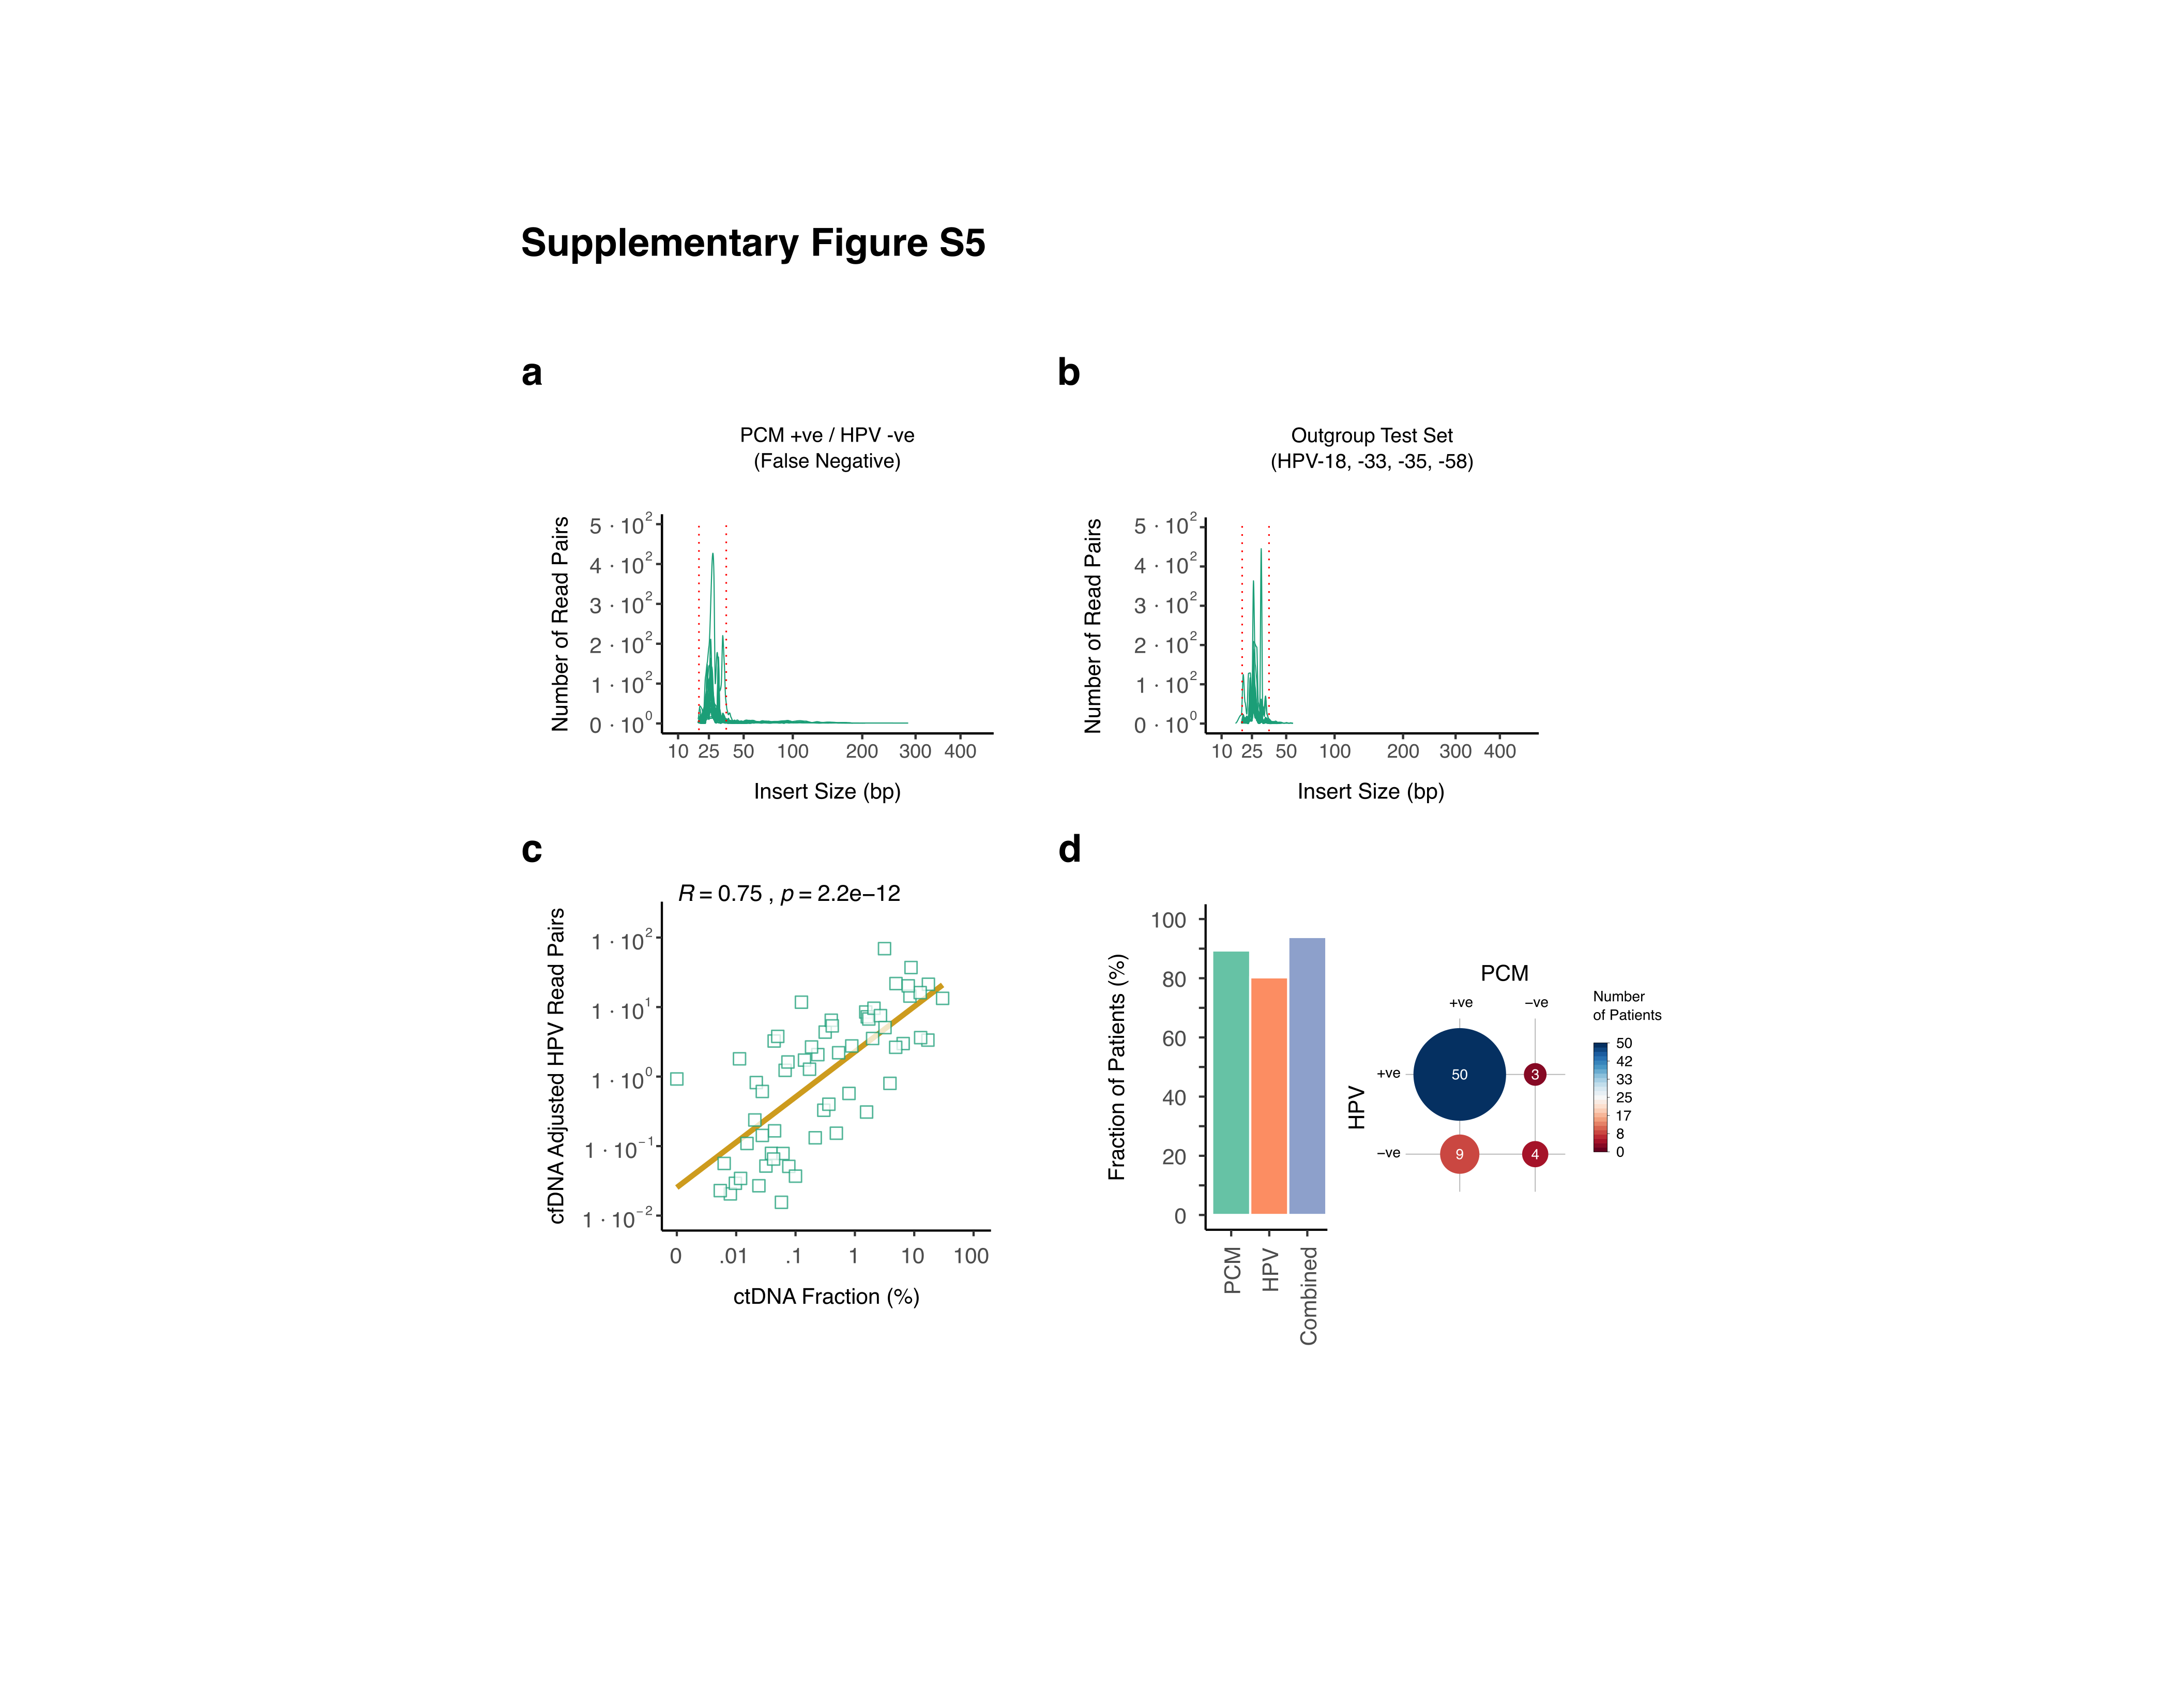 Supplementary Figure S5
a
PCM +ve / HPV -ve
(False Negative)
Number of Read Pairs
5 · 10²
4 · 10²
3 · 10²
2 · 10²
1 · 10²
0 · 10⁰
10 25 50 100 200 300 400
Insert Size (bp)
b
Outgroup Test Set
(HPV-18, -33, -35, -58)
Number of Read Pairs
5 · 10²
4 · 10²
3 · 10²
2 · 10²
1 · 10²
0 · 10⁰
10 25 50 100 200 300 400
Insert Size (bp)
c
R = 0.75 , p = 2.2e−12
cfDNA Adjusted HPV Read Pairs
1 · 10²
1 · 10¹
1 · 10⁰
1 · 10⁻¹
1 · 10⁻²
0 .01 .1 1 10 100
ctDNA Fraction (%)
d
Fraction of Patients (%)
100
80
60
40
20
0
PCM
HPV
Combined
PCM
+ve −ve
HPV
+ve
50 3
−ve
9 4
Number
of Patients
50
42
33
25
17
8
0